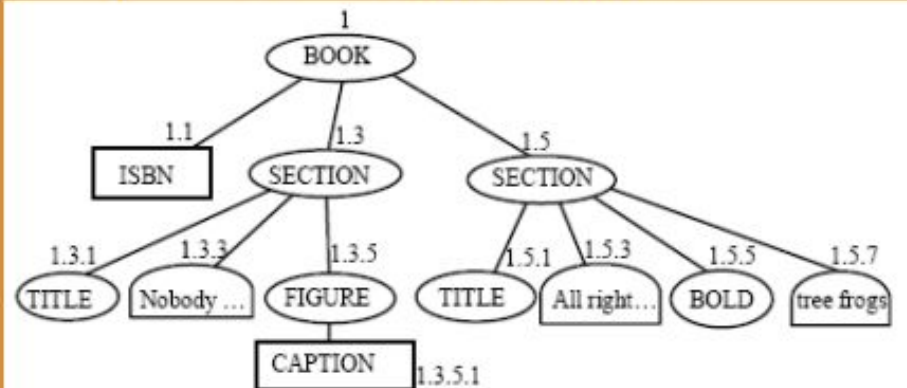 1
BOOK
1.1
1.3
1.5
ISBN
SECTION
SECTION
1.3.1
1.3.3
1.3.5
1.5.1
1.5.3
1.5.5
1.5.7
TITLE
Nobody ...
FIGURE
TITLE
All right...
BOLD
tree frogs
CAPTION
1.3.5.1